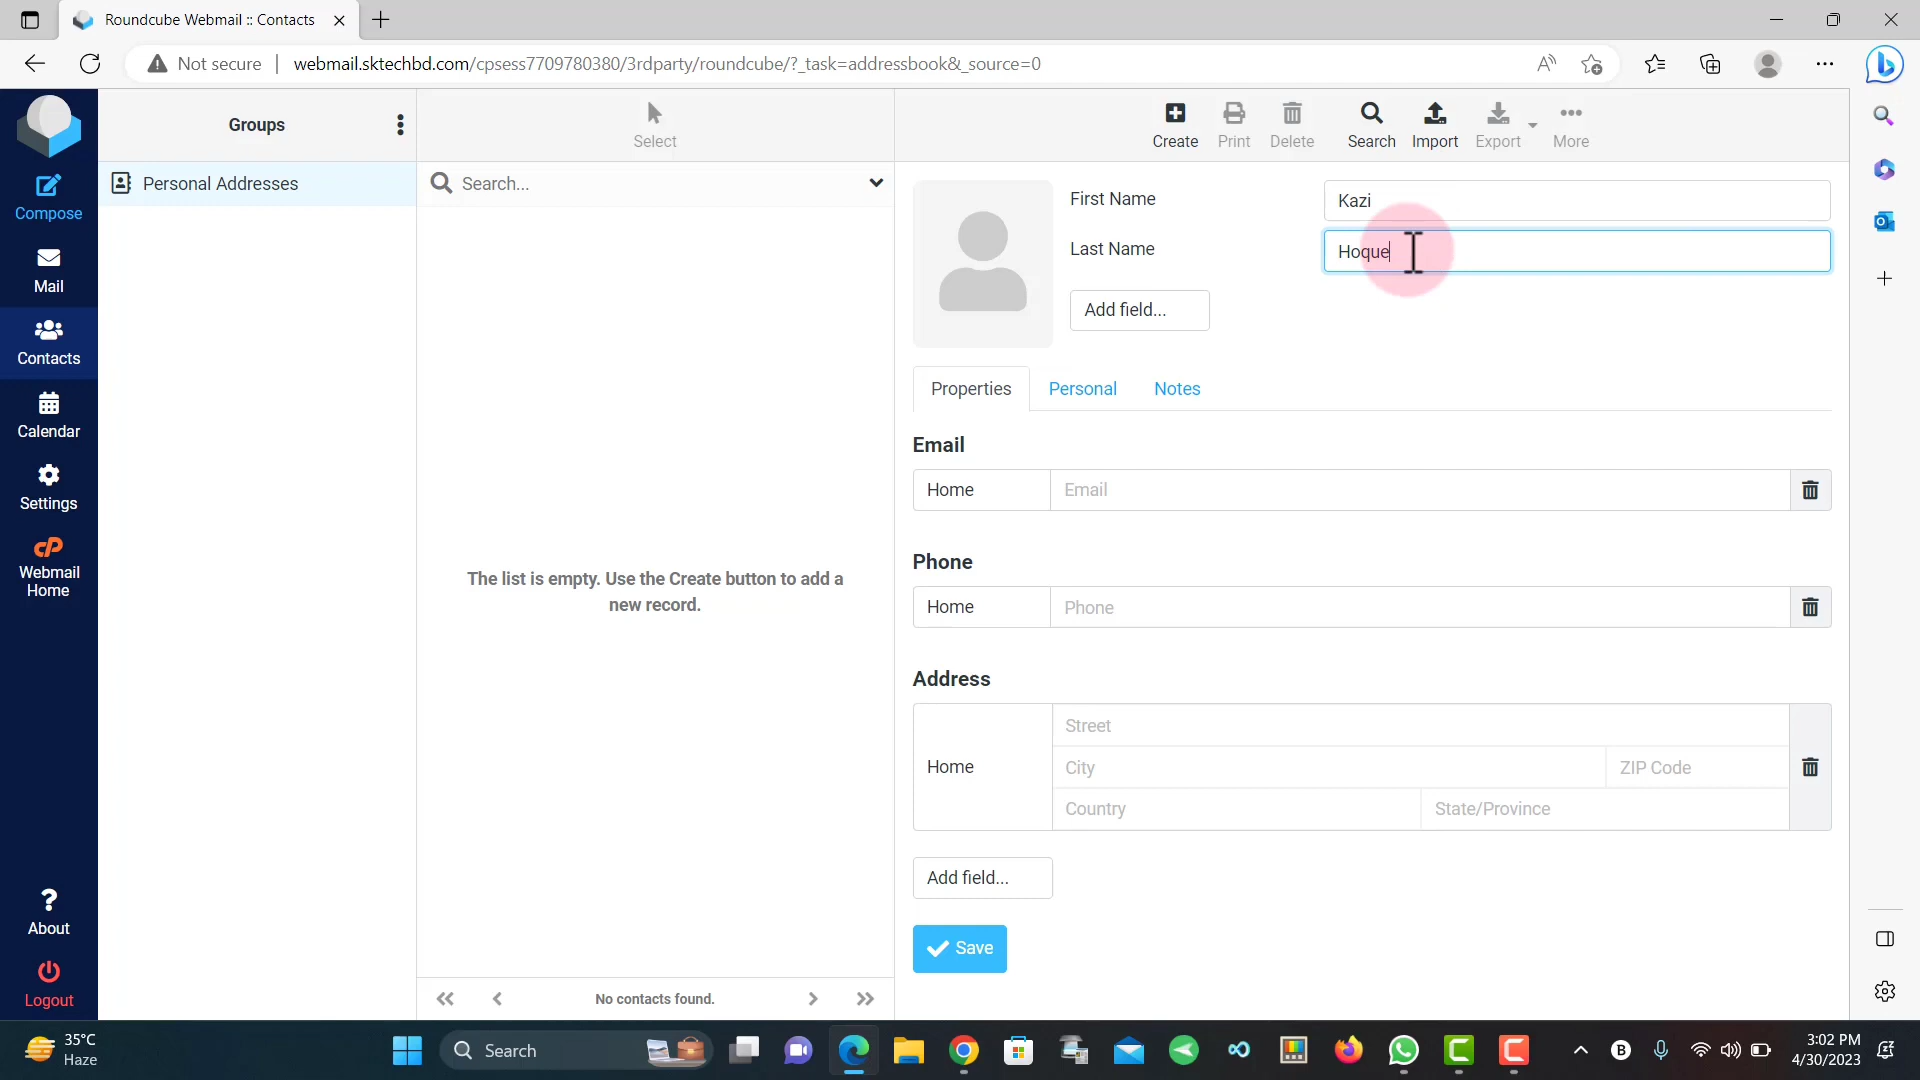 Roundcube Webmail :: Contacts
Not secure
webmail.sktechbd.com/cpsess7709780380/3rdparty/roundcube/?_task=addressbook&_source=0
Compose
Mail
Contacts
Calendar
Settings
Webmail
Home
About
Logout
Groups
Personal Addresses
Select
Search...
The list is empty. Use the Create button to add a
new record.
No contacts found.
Create
Print
Delete
Search
Import
Export
More
First Name
Kazi
Last Name
Hoque
Add field...
Properties
Personal
Notes
Email
Home
Email
Phone
Home
Phone
Address
Home
Street
City
ZIP Code
Country
State/Province
Add field...
Save
35°C
Haze
Search
3:02 PM
4/30/2023